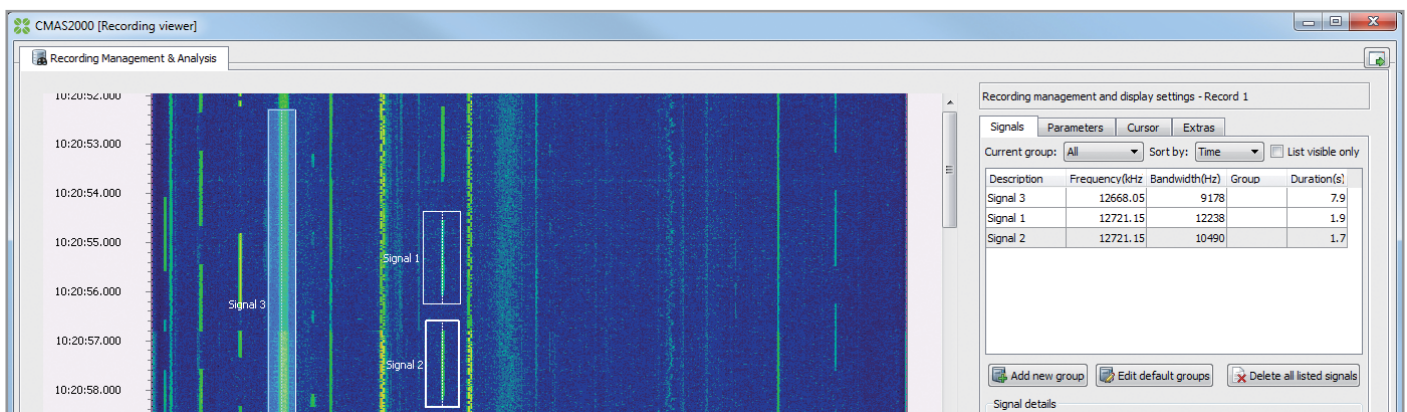 CMAS2000 [Recording viewer]
Recording Management & Analysis
10:20:52.000
10:20:53.000
10:20:54.000
10:20:55.000
10:20:56.000
10:20:57.000
10:20:58.000
Signal 1
Signal 3
Signal 2
Recording management and display settings - Record 1
Signals Parameters Cursor Extras
Current group: All Sort by: Time List visible only
Description Frequency(kHz Bandwidth(Hz) Group Duration(s)
Signal 3 12668.05 9178 7.9
Signal 1 12721.15 12238 1.9
Signal 2 12721.15 10490 1.7
Add new group Edit default groups Delete all listed signals
Signal details